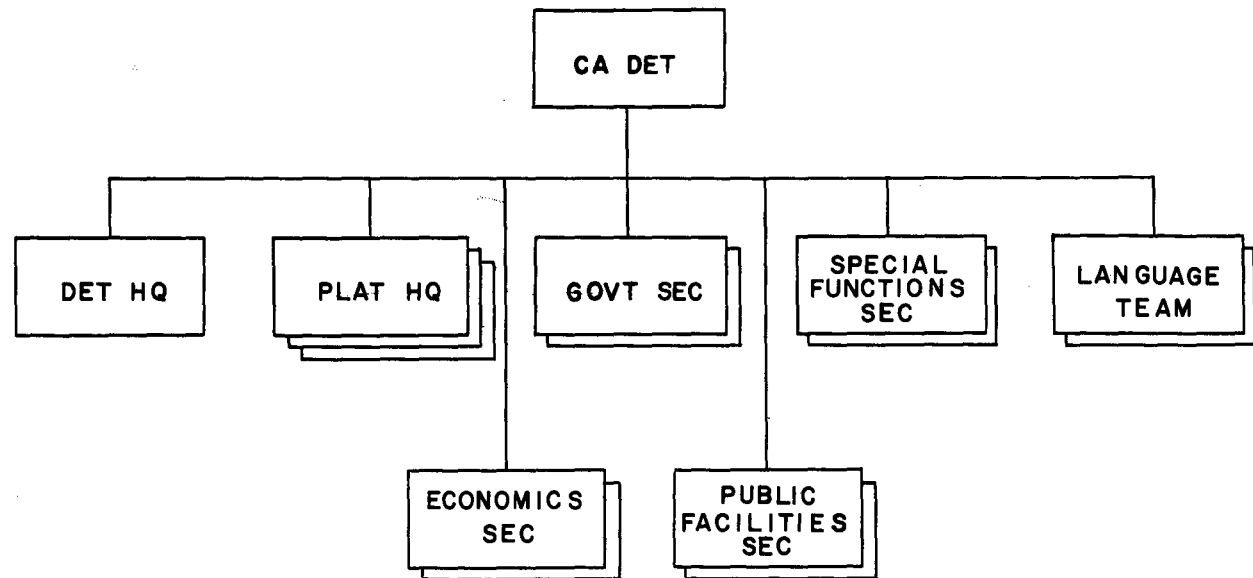 CA DET
DET HQ
PLAT HQ
GOVT SEC
SPECIAL
FUNCTIONS
SEC
LANGUAGE
TEAM
ECONOMICS
SEC
PUBLIC
FACILITIES
SEC